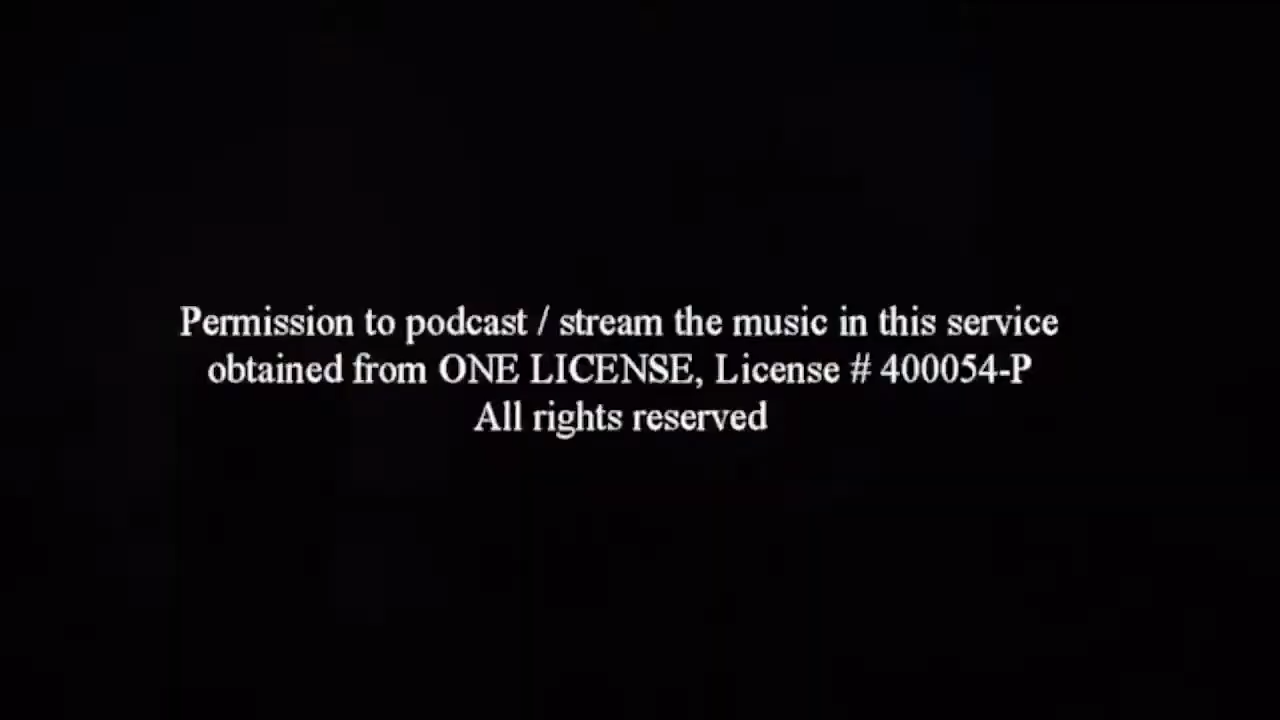 Permission to podcast / stream the music in this service
obtained from ONE LICENSE, License # 400054-P
All rights reserved